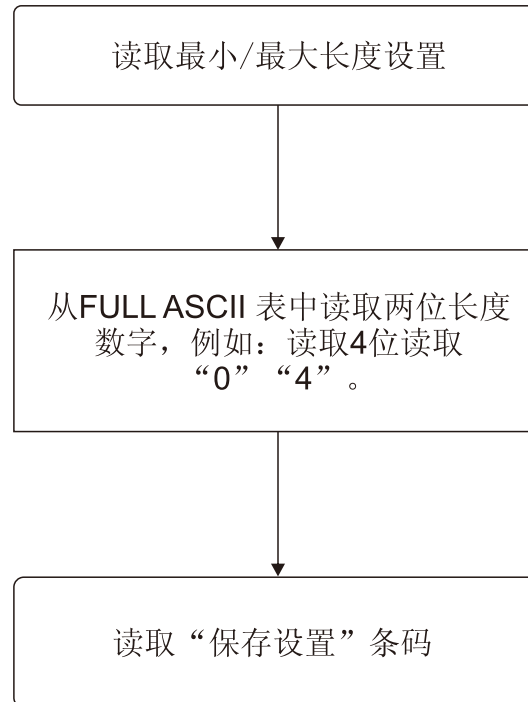 读取最小/最大长度设置
从FULL ASCII 表中读取两位长度
数字，例如：读取4位读取
“0”“4”。
读取“保存设置”条码